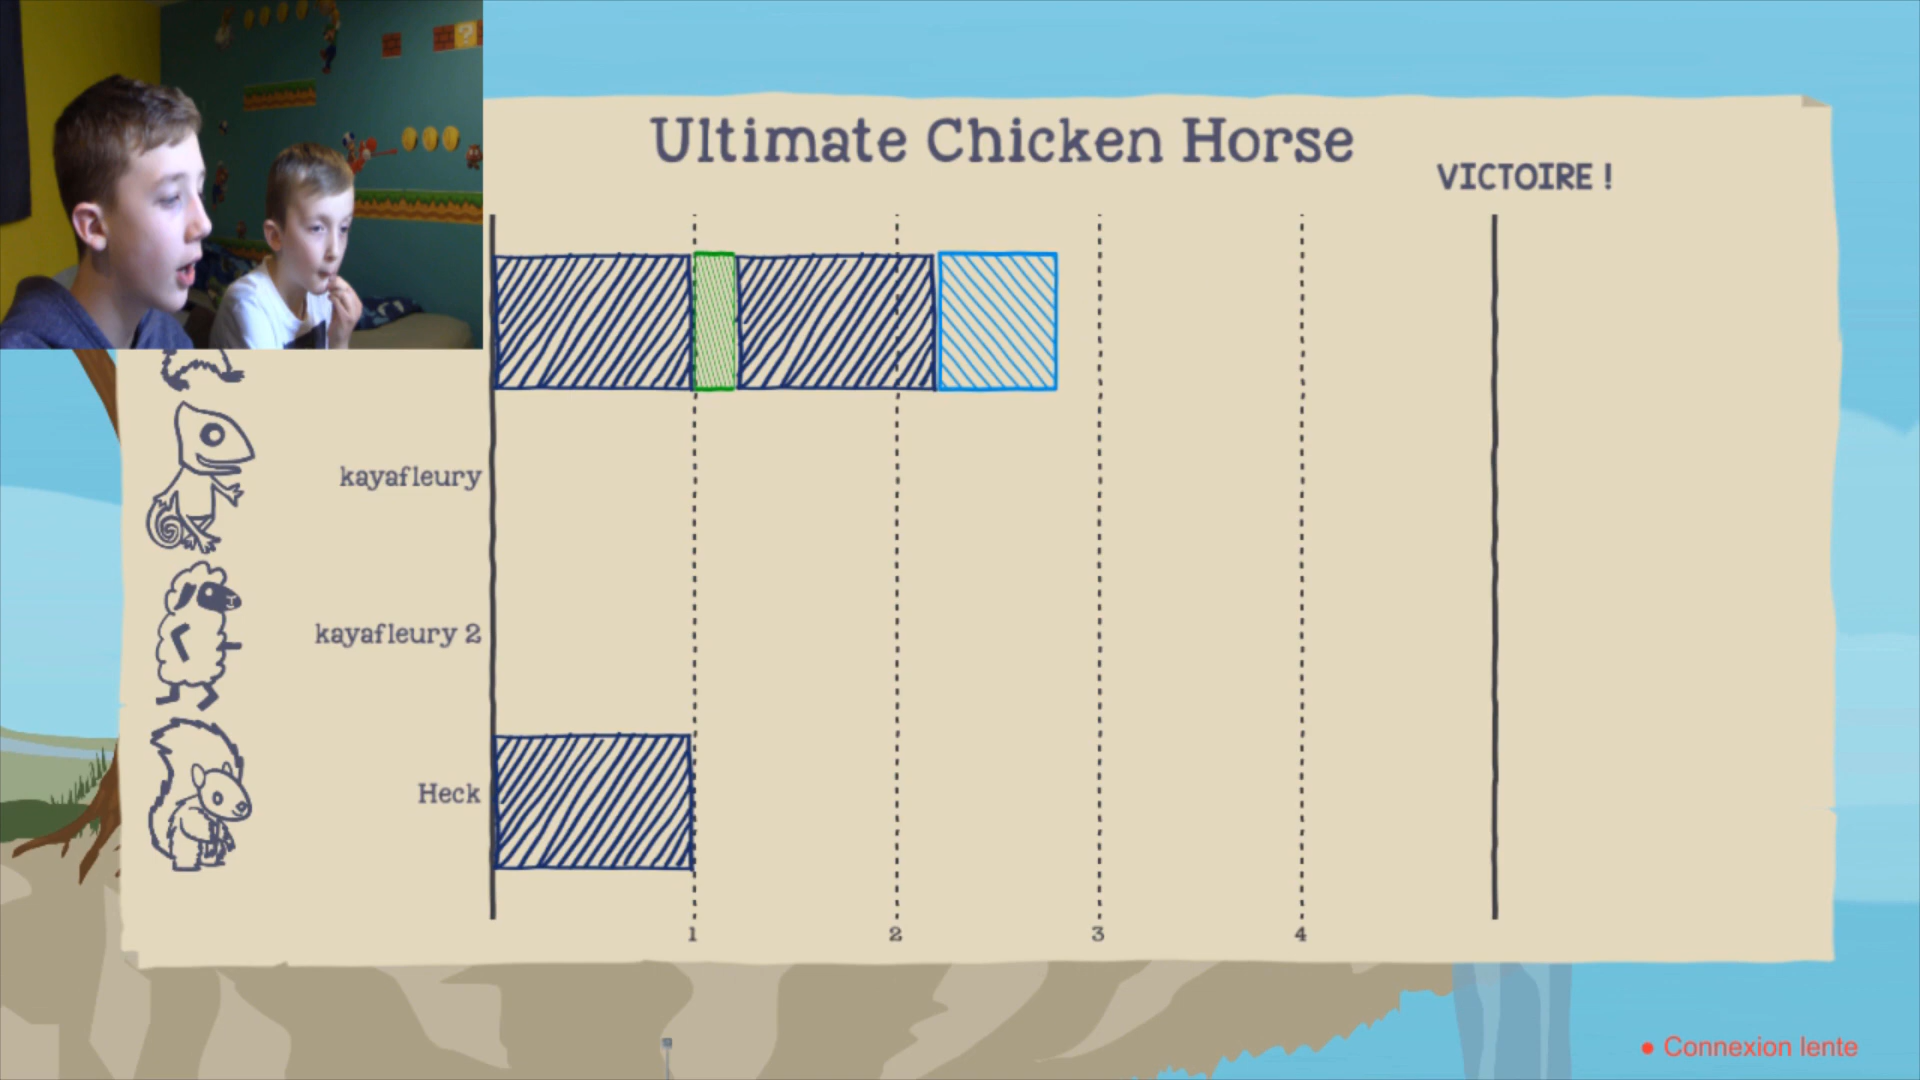 Ultimate Chicken Horse
VICTOIRE !
kayafleury
kayafleury 2
Heck
1 2 3 4
• Connexion lente